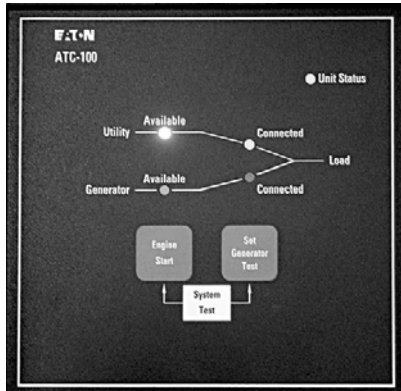 EATON
ATC-100
Unit Status
Available
Utility
Connected
Load
Available
Generator
Connected
Engine
Start
Set
Generator
Test
System
Test